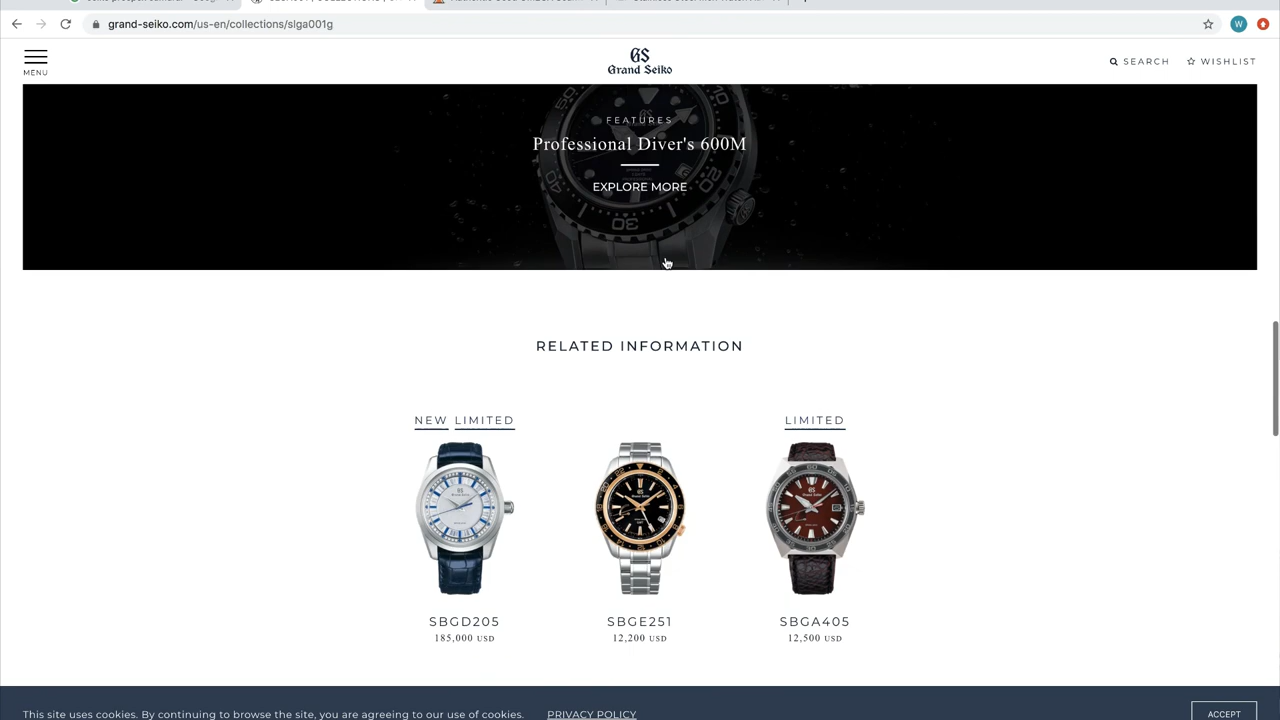 grand-seiko.com/us-en/collections/slga001g
W
MENU
GS
Grand Seiko
SEARCH
WISHLIST
FEATURES
Professional Diver's 600M
EXPLORE MORE
RELATED INFORMATION
NEW LIMITED
LIMITED
SBGD205
SBGE251
SBGA405
185,000 USD
12,200 USD
12,500 USD
This site uses cookies. By continuing to browse the site, you are agreeing to our use of cookies.
PRIVACY POLICY
ACCEPT